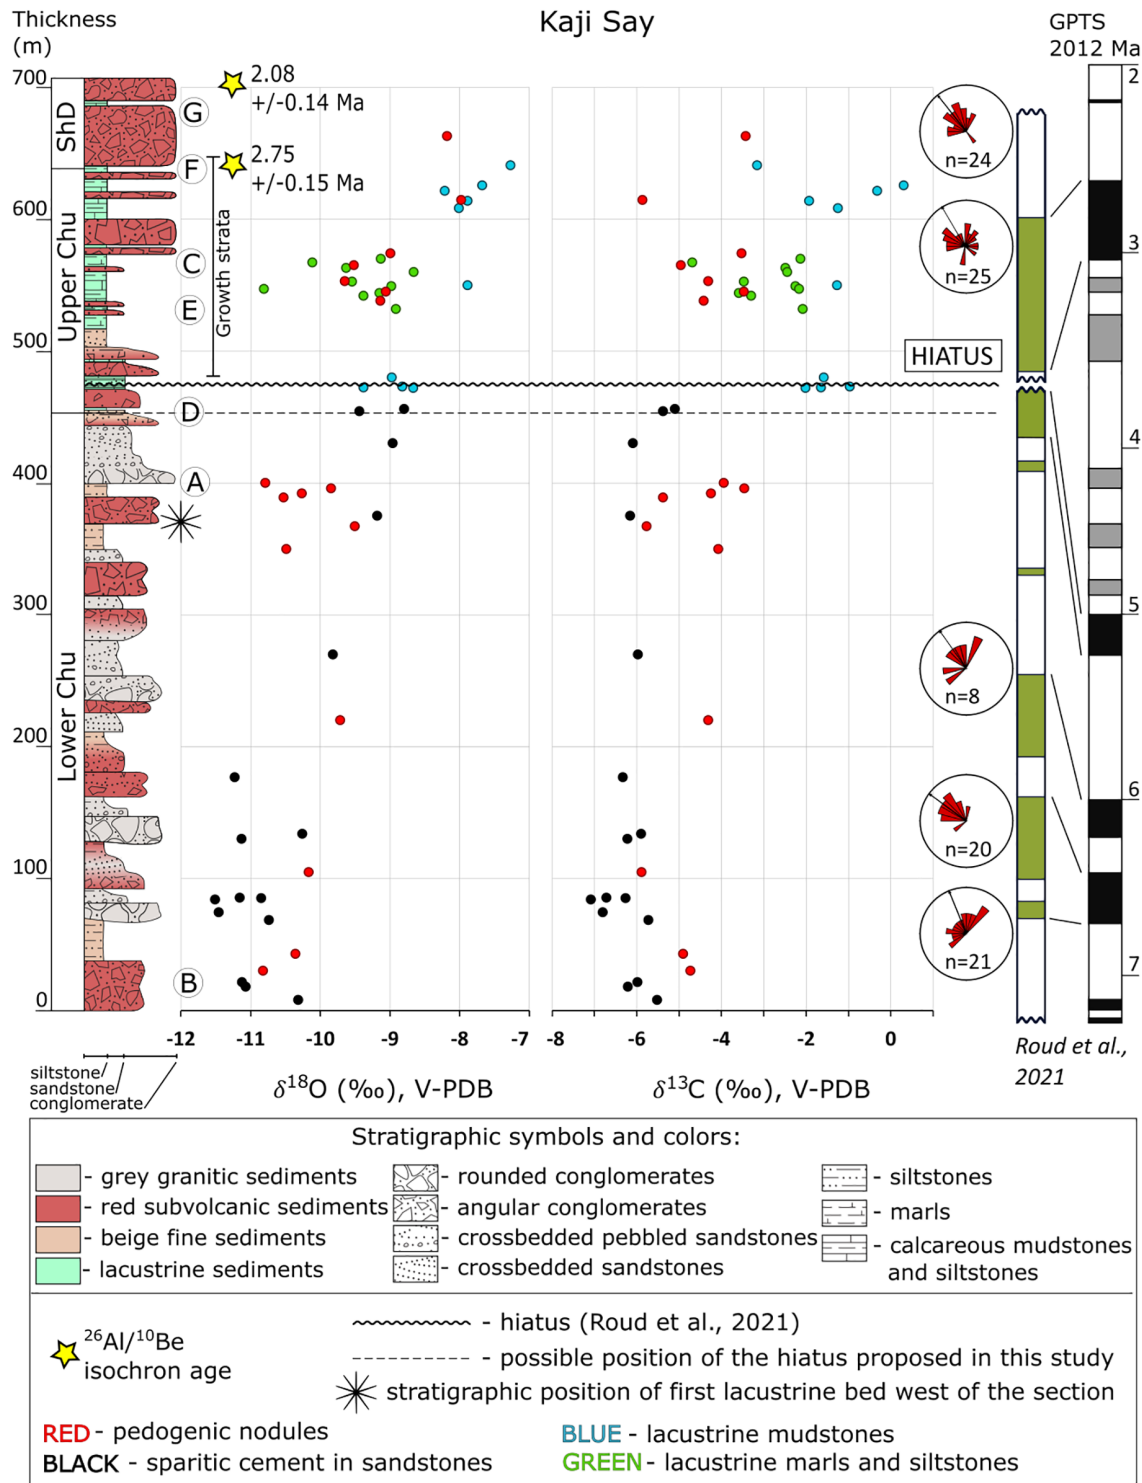 Kaji Say
Thickness
(m)
GPTS
2012 Ma
700
600
500
400
300
200
100
0
ShD
Upper Chu
Lower Chu
G
F
C
E
D
A
B
2.08
+/-0.14 Ma
2.75
+/-0.15 Ma
Growth strata
HIATUS
n=24
n=25
n=8
n=20
n=21
2
3
4
5
6
7
-12 -11 -10 -9 -8 -7
-8 -6 -4 -2 0
δ18O (‰), V-PDB
δ13C (‰), V-PDB
Roud et al.,
2021
siltstone
sandstone
conglomerate
Stratigraphic symbols and colors:
- grey granitic sediments
- red subvolcanic sediments
- beige fine sediments
- lacustrine sediments
- rounded conglomerates
- angular conglomerates
- crossbedded pebbled sandstones
- crossbedded sandstones
- siltstones
- marls
- calcareous mudstones
and siltstones
26Al/10Be
isochron age
- hiatus (Roud et al., 2021)
- possible position of the hiatus proposed in this study
stratigraphic position of first lacustrine bed west of the section
RED - pedogenic nodules
BLACK - sparitic cement in sandstones
BLUE - lacustrine mudstones
GREEN - lacustrine marls and siltstones